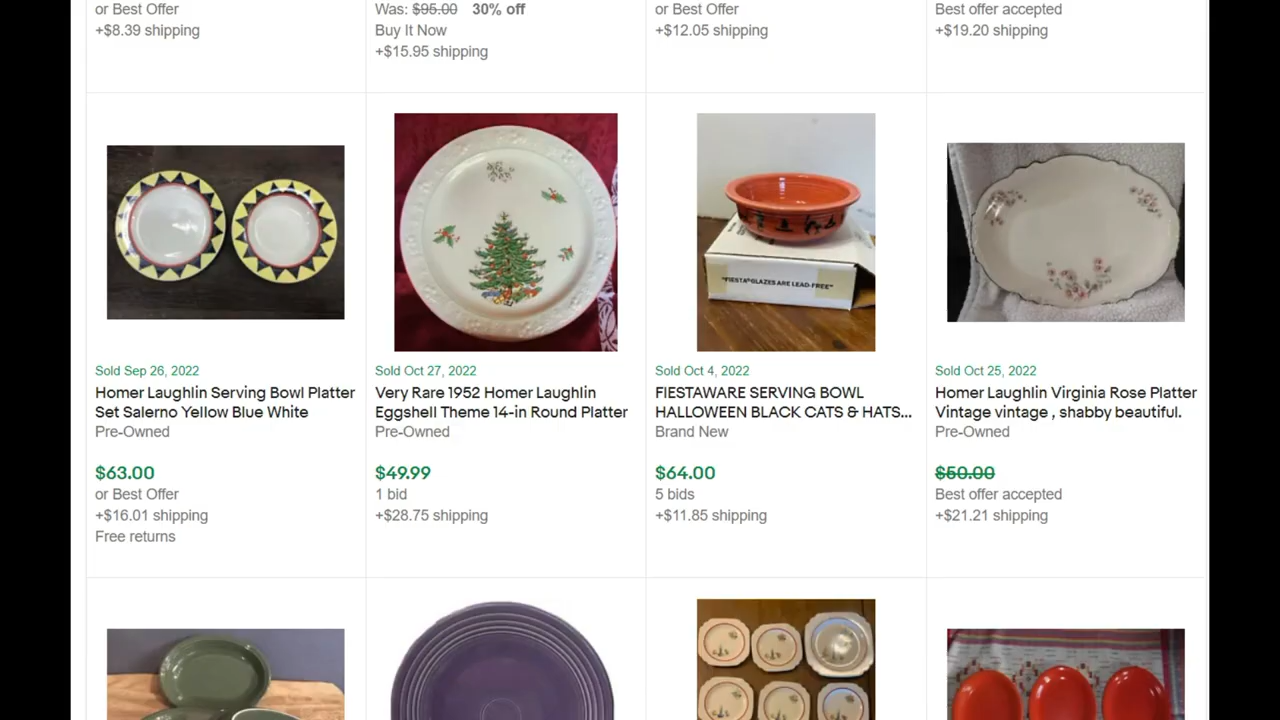 or Best Offer
+$8.39 shipping
Was: $95.00 30% off
Buy It Now
+$15.95 shipping
or Best Offer
+$12.05 shipping
Best offer accepted
+$19.20 shipping
"FIESTA® GLAZES ARE LEAD-FREE"
Sold Sep 26, 2022
Homer Laughlin Serving Bowl Platter
Set Salerno Yellow Blue White
Pre-Owned
$63.00
or Best Offer
+$16.01 shipping
Free returns
Sold Oct 27, 2022
Very Rare 1952 Homer Laughlin
Eggshell Theme 14-in Round Platter
Pre-Owned
$49.99
1 bid
+$28.75 shipping
Sold Oct 4, 2022
FIESTAWARE SERVING BOWL
HALLOWEEN BLACK CATS & HATS...
Brand New
$64.00
5 bids
+$11.85 shipping
Sold Oct 25, 2022
Homer Laughlin Virginia Rose Platter
Vintage vintage , shabby beautiful.
Pre-Owned
$50.00
Best offer accepted
+$21.21 shipping